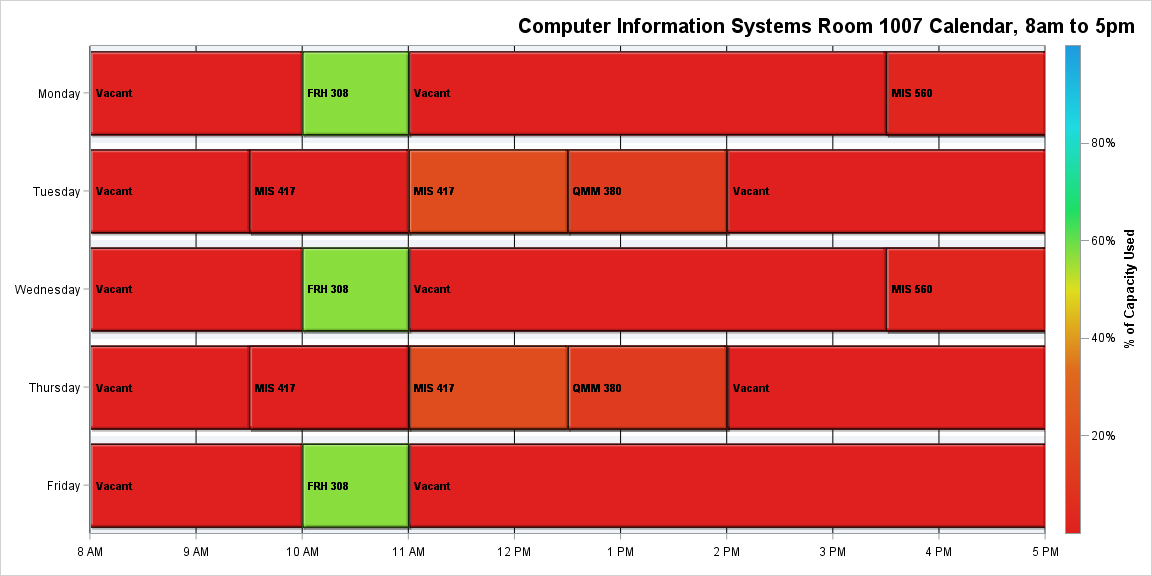 Computer Information Systems Room 1007 Calendar, 8am to 5pm
Monday
Vacant
FRH 308
Vacant
MIS 560
Tuesday
Vacant
MIS 417
MIS 417
QMM 380
Vacant
Wednesday
Vacant
FRH 308
Vacant
MIS 560
Thursday
Vacant
MIS 417
MIS 417
QMM 380
Vacant
Friday
Vacant
FRH 308
Vacant
8 AM
9 AM
10 AM
11 AM
12 PM
1 PM
2 PM
3 PM
4 PM
5 PM
80%
60%
40%
20%
% of Capacity Used